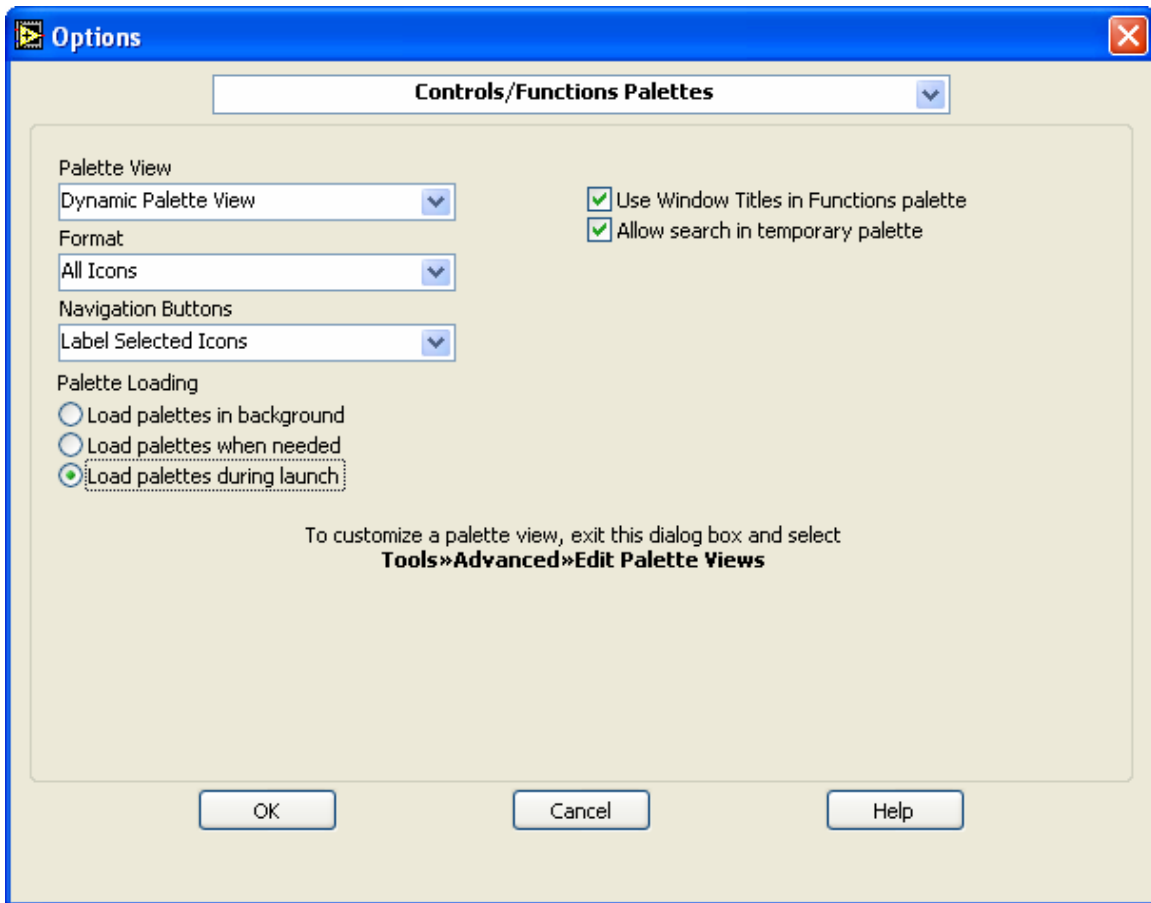 Options
Controls/Functions Palettes
Palette View
Dynamic Palette View
Format
All Icons
Navigation Buttons
Label Selected Icons
Palette Loading
Load palettes in background
Load palettes when needed
Load palettes during launch
Use Window Titles in Functions palette
Allow search in temporary palette
To customize a palette view, exit this dialog box and select
Tools»Advanced»Edit Palette Views
OK
Cancel
Help